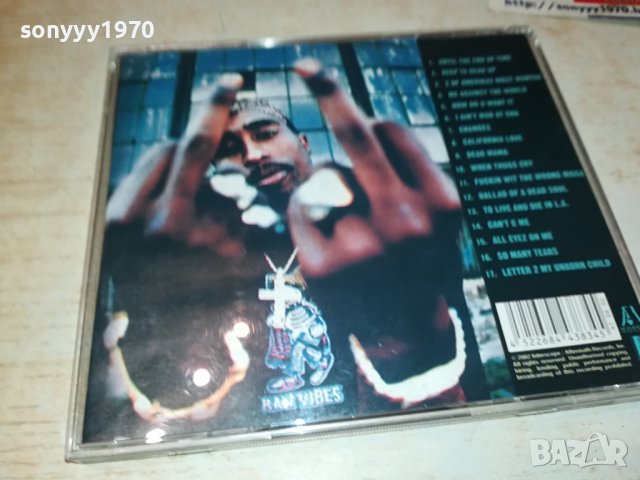 sonyyy1970
sonyyy1970.b
1. UNTIL THE END OF TIME
2. KEEP YA HEAD UP
3. 2 OF AMERIKAZ MOST WANTED
4. ME AGAINST THE WORLD
5. HOW DO U WANT IT
6. I AIN'T MAD AT CHA
7. CHANGES
8. CALIFORNIA LOVE
9. DEAR MAMA
10. WHEN THUGS CRY
11. FUCKIN WIT THE WRONG NIGGA
12. BALLAD OF A DEAD SOUL
13. TO LIVE AND DIE IN L.A.
14. CAN'T C ME
15. ALL EYEZ ON ME
16. SO MANY TEARS
17. LETTER 2 MY UNBORN CHILD
RAW VIBES
4 522684 438345
BAZAR